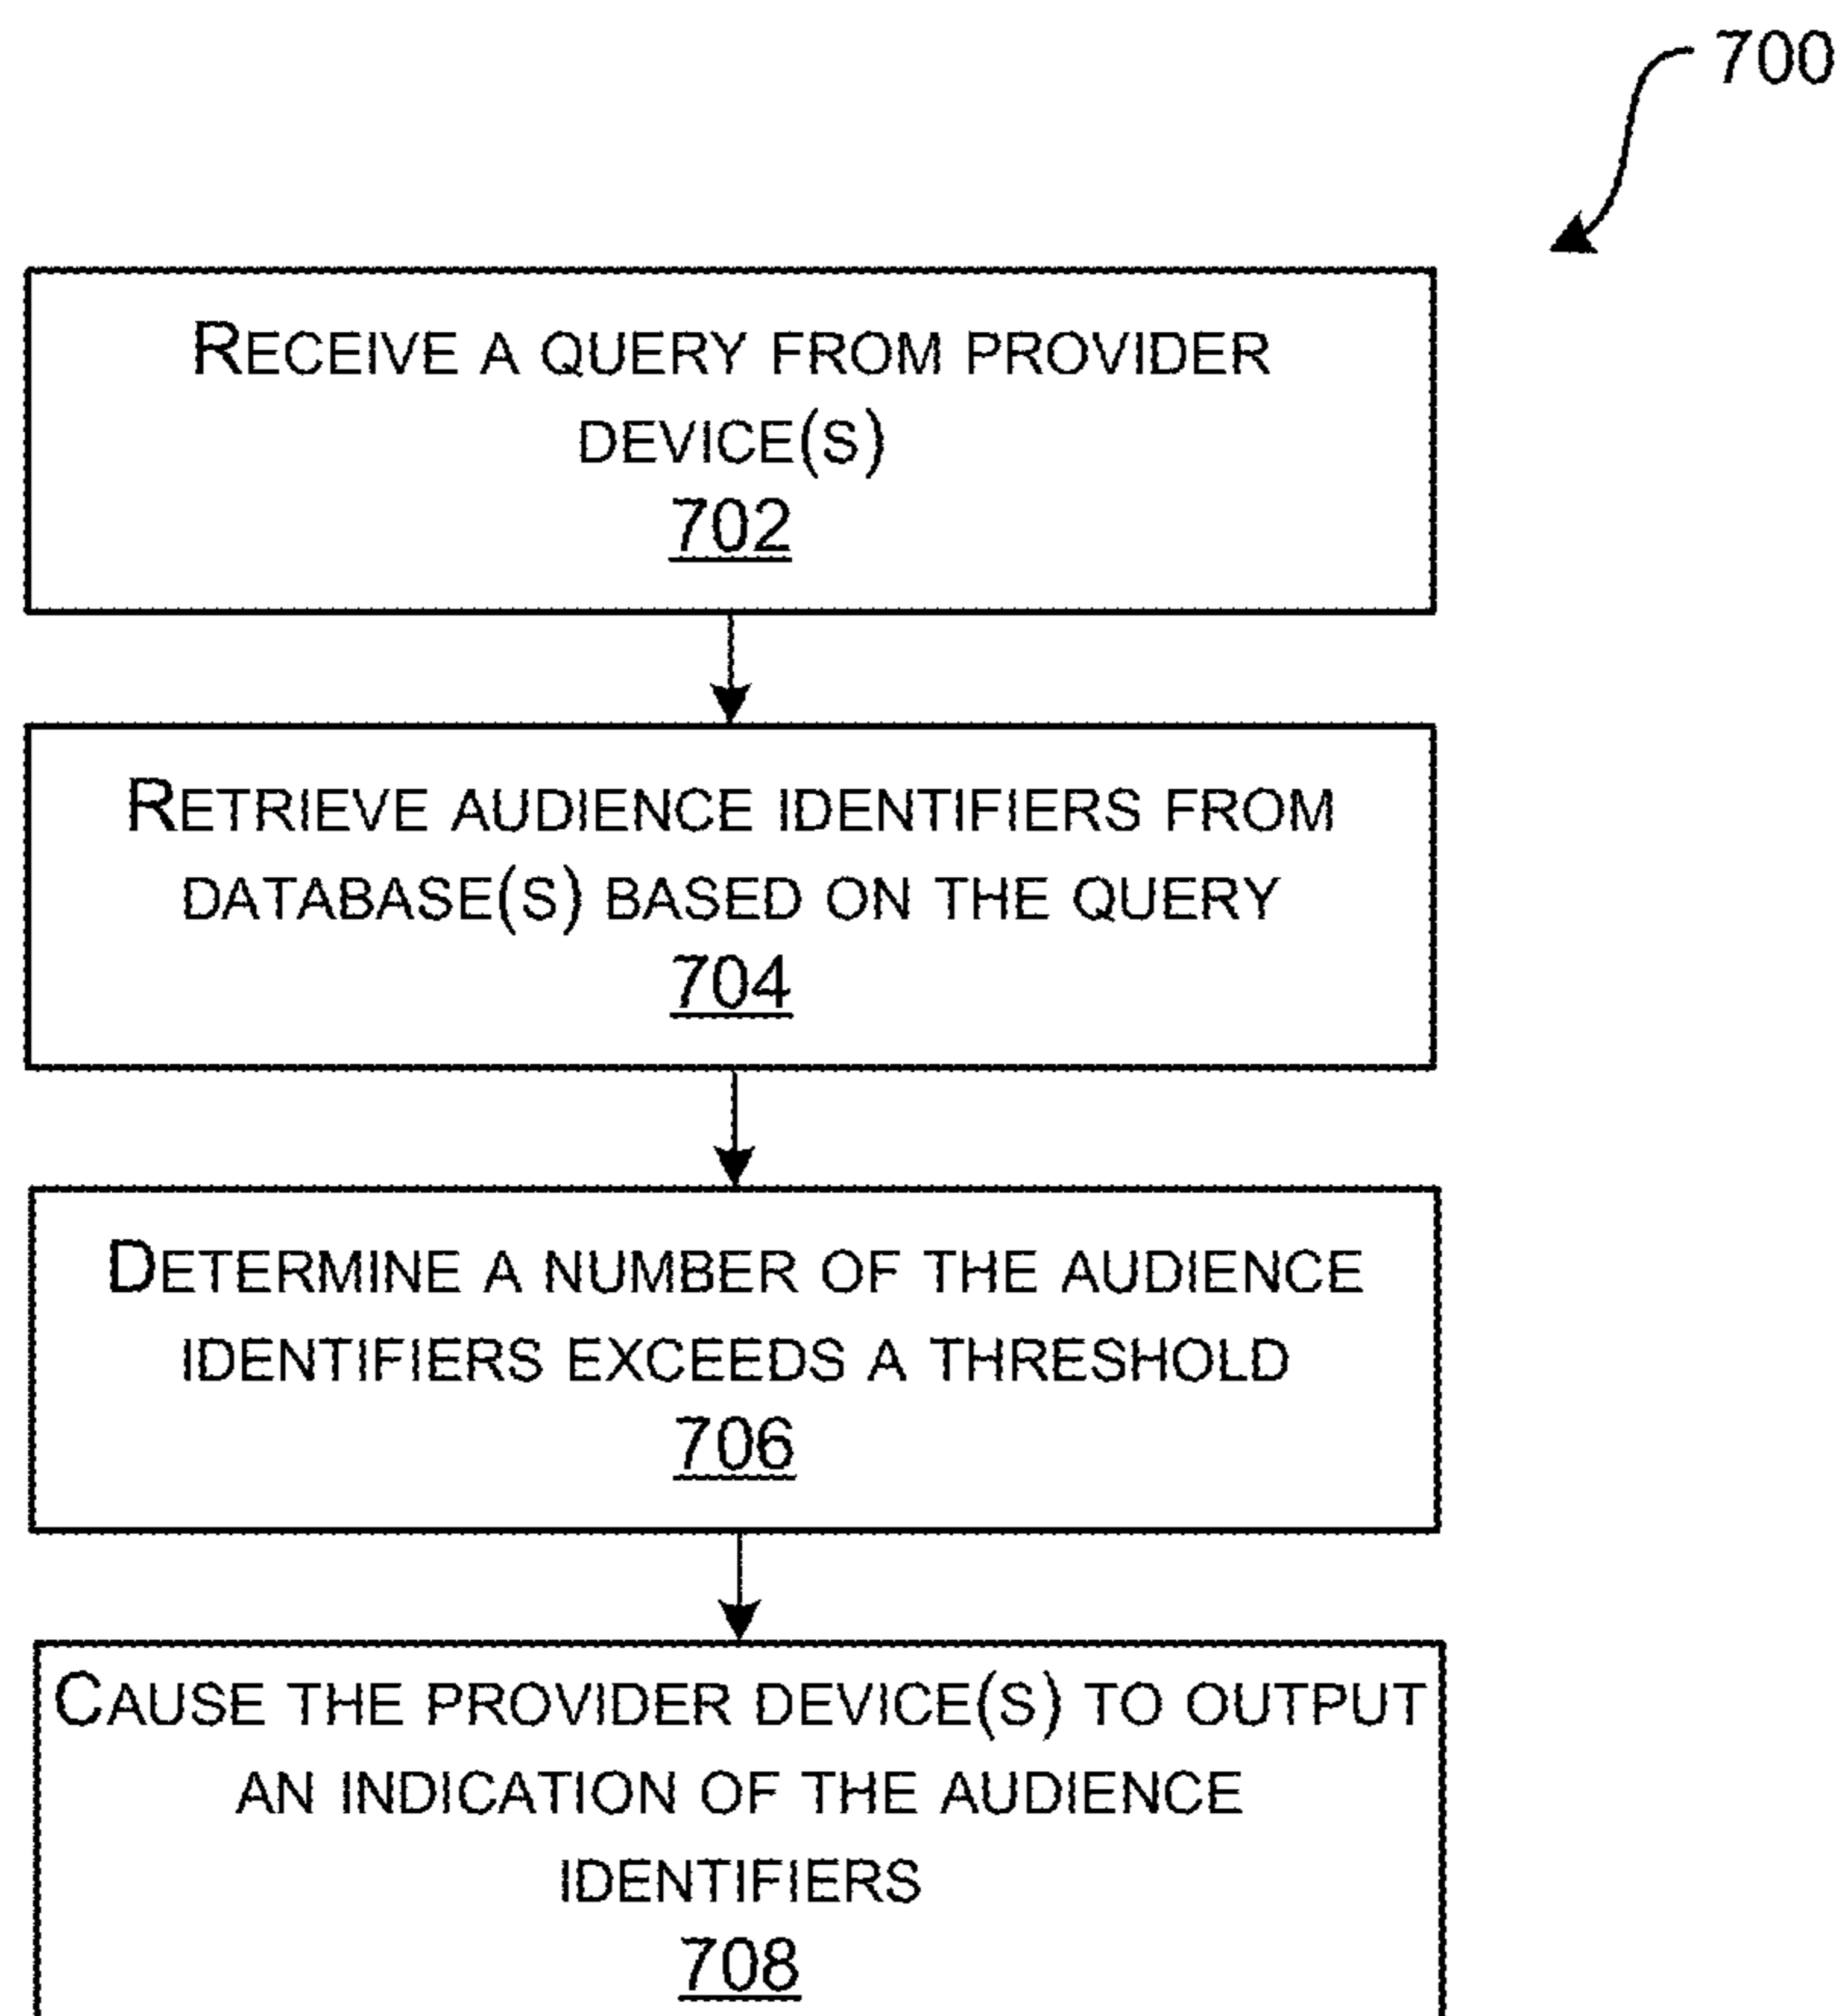 700
RECEIVE A QUERY FROM PROVIDER
DEVICE(S)
702
RETRIEVE AUDIENCE IDENTIFIERS FROM
DATABASE(S) BASED ON THE QUERY
704
DETERMINE A NUMBER OF THE AUDIENCE
IDENTIFIERS EXCEEDS A THRESHOLD
706
CAUSE THE PROVIDER DEVICE(S) TO OUTPUT
AN INDICATION OF THE AUDIENCE
IDENTIFIERS
708